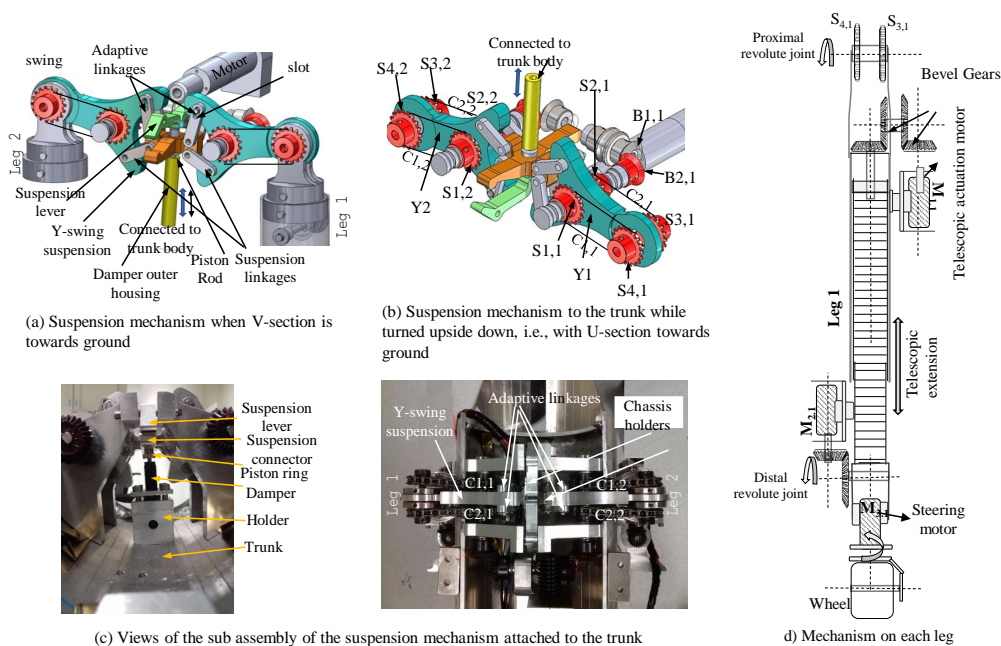 Adaptive
linkages
swing
Motor
slot
Leg 2
Suspension
lever
Y-swing
suspension
Connected to
trunk body
Damper outer
housing
Piston
Rod
Suspension
linkages
Leg 1
(a) Suspension mechanism when V-section is
towards ground
Connected to
trunk body
S4,2
S3,2
C2,2
S2,2
S2,1
B1,1
C1,2
S1,2
B2,1
Y2
C2,1
S3,1
S1,1
C1,1
Y1
S4,1
(b) Suspension mechanism to the trunk while
turned upside down, i.e., with U-section towards
ground
Suspension
lever
Suspension
connector
Piston ring
Damper
Holder
Trunk
Y-swing
suspension
Adaptive linkages
Chassis
holders
Leg 1
C1,1
C1,2
C2,1
C2,2
Leg 2
(c) Views of the sub assembly of the suspension mechanism attached to the trunk
S4,1
S3,1
Proximal
revolute joint
Bevel Gears
Telescopic actuation motor
Leg 1
Telescopic
extension
M2,1
Distal
revolute joint
Steering
motor
Wheel
d) Mechanism on each leg